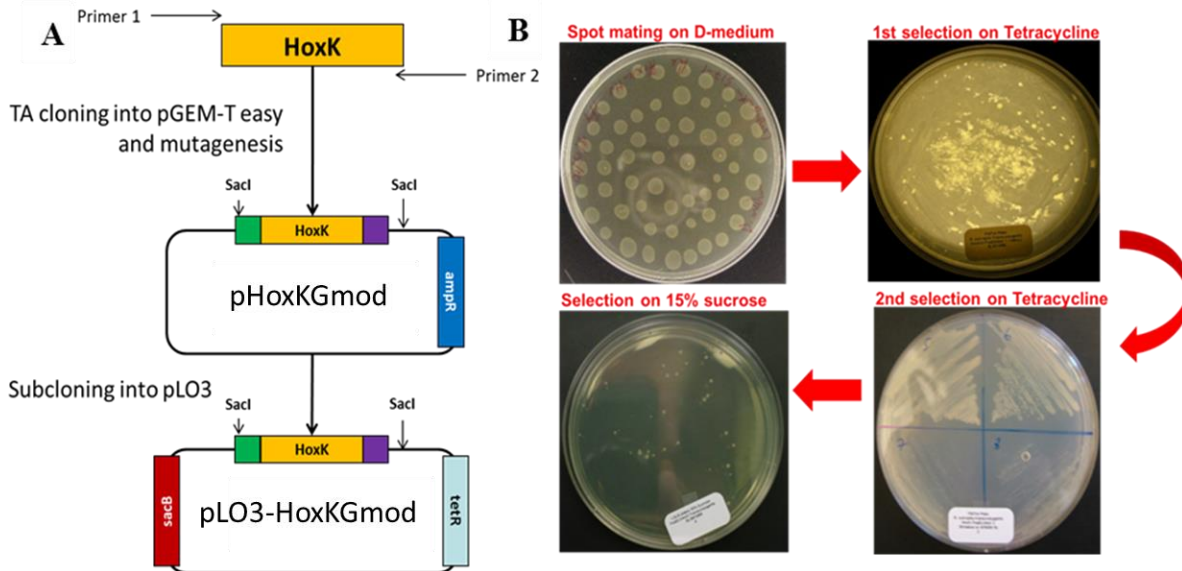 A
Primer 1
HoxK
Primer 2
TA cloning into pGEM-T easy
and mutagenesis
SacI
SacI
HoxK
ampR
pHoxKGmod
Subcloning into pLO3
SacI
SacI
HoxK
sacB
tetR
pLO3-HoxKGmod
B
Spot mating on D-medium
1st selection on Tetracycline
Selection on 15% sucrose
2nd selection on Tetracycline